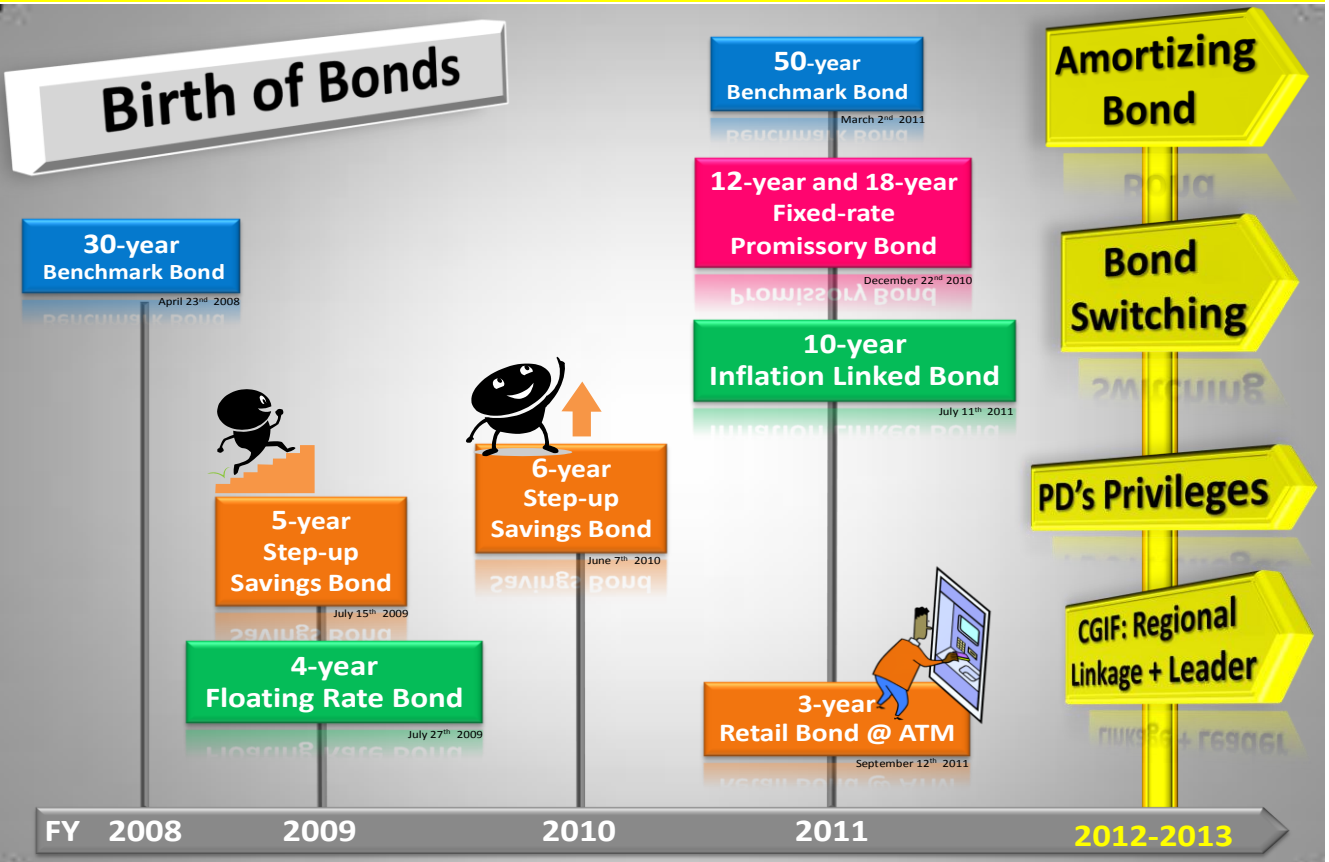 Birth of Bonds
30-year
Benchmark Bond
April 23nd 2008
5-year
Step-up
Savings Bond
July 15th 2009
4-year
Floating Rate Bond
July 27th 2009
6-year
Step-up
Savings Bond
June 7th 2010
50-year
Benchmark Bond
March 2nd 2011
12-year and 18-year
Fixed-rate
Promissory Bond
December 22nd 2010
10-year
Inflation Linked Bond
July 11th 2011
3-year
Retail Bond @ ATM
September 12th 2011
Amortizing
Bond
Bond
Switching
PD's Privileges
CGIF: Regional
Linkage + Leader
FY 2008 2009 2010 2011 2012-2013